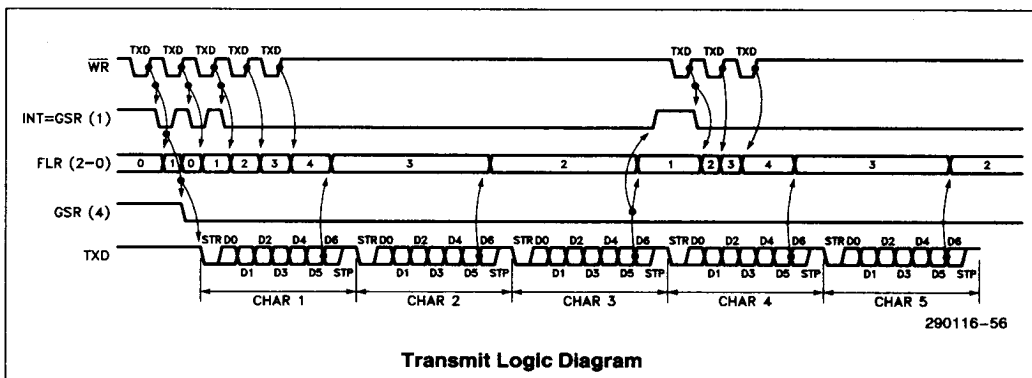 TXD TXD TXD TXD TXD TXD TXD TXD
WR
INT=GSR (1)
FLR (2-0) 0 1 0 1 2 3 4 3 2 1 2 3 4 3 2
GSR (4)
TXD STR D0 D2 D4 D6 STR D0 D2 D4 D6 STR D0 D2 D4 D6 STR D0 D2 D4 D6 STR D0 D2 D4 D6
D1 D3 D5 STP D1 D3 D5 STP D1 D3 D5 STP D1 D3 D5 STP D1 D3 D5 STP
CHAR 1 CHAR 2 CHAR 3 CHAR 4 CHAR 5
290116-56
Transmit Logic Diagram